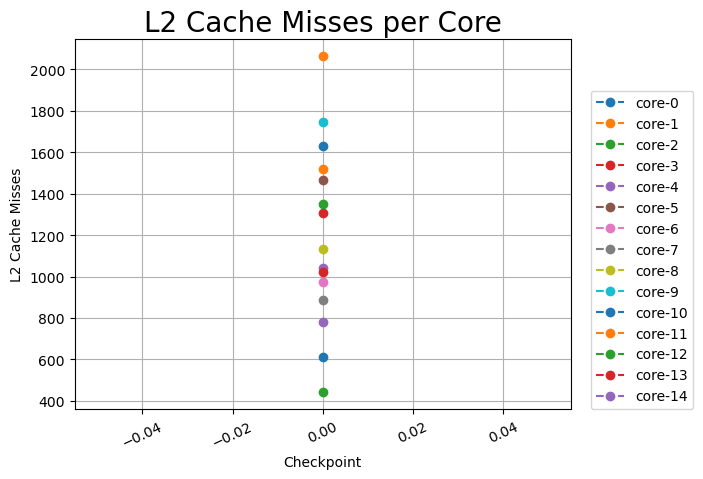 L2 Cache Misses per Core
2000
1800
1600
1400
1200
1000
800
600
400
L2 Cache Misses
−0.04
−0.02
0.00
0.02
0.04
Checkpoint
core-0
core-1
core-2
core-3
core-4
core-5
core-6
core-7
core-8
core-9
core-10
core-11
core-12
core-13
core-14